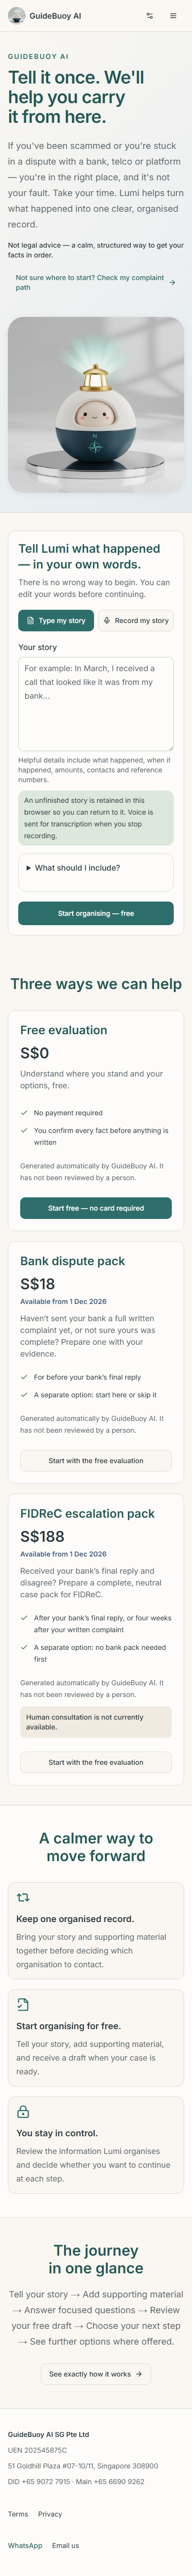 GuideBuoy AI
GUIDEBUOY AI
Tell it once. We'll
help you carry
it from here.
If you've been scammed or you're stuck
in a dispute with a bank, telco or platform
— you're in the right place, and it's not
your fault. Take your time. Lumi helps turn
what happened into one clear, organised
record.
Not legal advice — a calm, structured way to get your
facts in order.
Not sure where to start? Check my complaint
path →
N
Tell Lumi what happened
— in your own words.
There is no wrong way to begin. You can
edit your words before continuing.
Type my story
Record my story
Your story
For example: In March, I received a
call that looked like it was from my
bank...
Helpful details include what happened, when it
happened, amounts, contacts and reference
numbers.
An unfinished story is retained in this
browser so you can return to it. Voice is
sent for transcription when you stop
recording.
What should I include?
Start organising — free
Three ways we can help
Free evaluation
S$0
Understand where you stand and your
options, free.
No payment required
You confirm every fact before anything is
written
Generated automatically by GuideBuoy AI. It
has not been reviewed by a person.
Start free — no card required
Bank dispute pack
S$18
Available from 1 Dec 2026
Haven't sent your bank a full written
complaint yet, or not sure yours was
complete? Prepare one with your
evidence.
For before your bank's final reply
A separate option: start here or skip it
Generated automatically by GuideBuoy AI. It
has not been reviewed by a person.
Start with the free evaluation
FIDReC escalation pack
S$188
Available from 1 Dec 2026
Received your bank's final reply and
disagree? Prepare a complete, neutral
case pack for FIDReC.
After your bank's final reply, or four weeks
after your written complaint
A separate option: no bank pack needed
first
Generated automatically by GuideBuoy AI. It
has not been reviewed by a person.
Human consultation is not currently
available.
Start with the free evaluation
A calmer way to
move forward
Keep one organised record.
Bring your story and supporting material
together before deciding which
organisation to contact.
Start organising for free.
Tell your story, add supporting material,
and receive a draft when your case is
ready.
You stay in control.
Review the information Lumi organises
and decide whether you want to continue
at each step.
The journey
in one glance
Tell your story → Add supporting material
→ Answer focused questions → Review
your free draft → Choose your next step
→ See further options where offered.
See exactly how it works →
GuideBuoy AI SG Pte Ltd
UEN 202545875C
51 Goldhill Plaza #07-10/11, Singapore 308900
DID +65 9072 7915 · Main +65 6690 9262
Terms Privacy
WhatsApp Email us